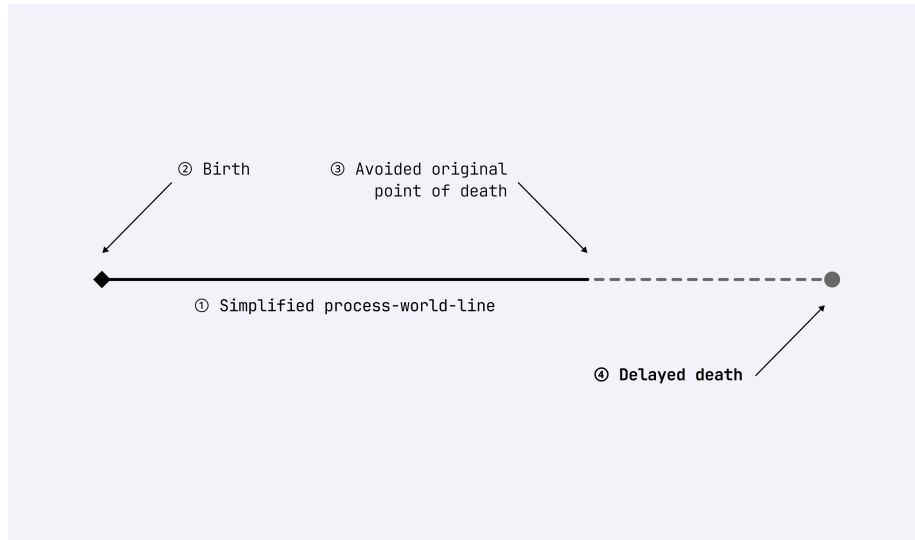 ② Birth
③ Avoided original
point of death
① Simplified process-world-line
④ Delayed death